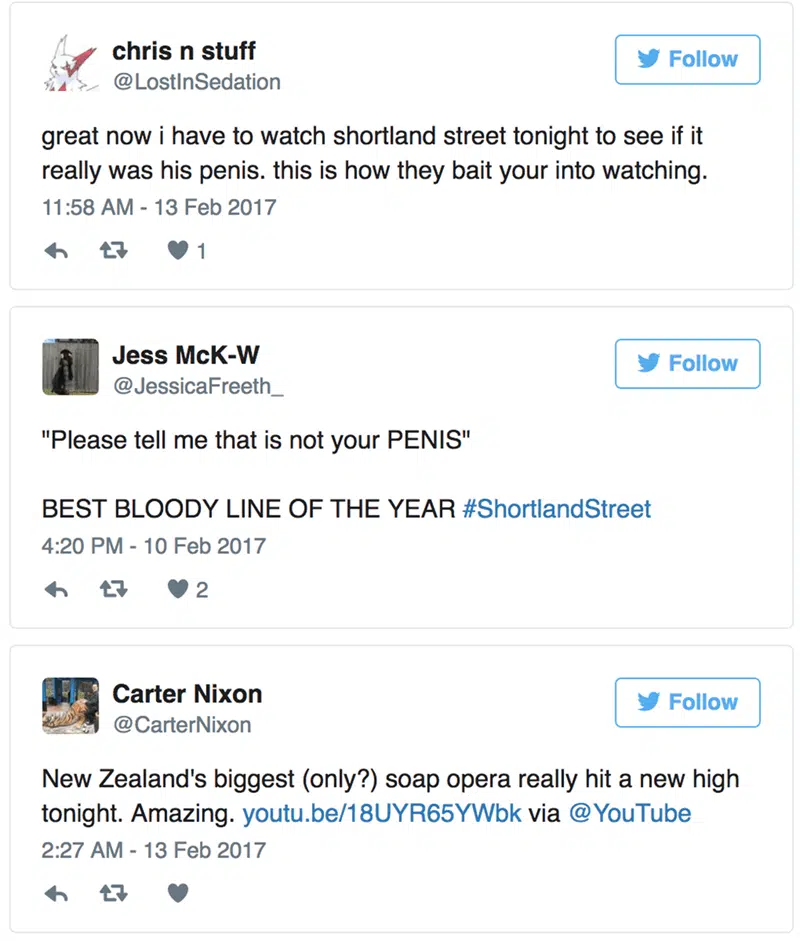 chris n stuff
@LostInSedation
Follow
great now i have to watch shortland street tonight to see if it
really was his penis. this is how they bait your into watching.
11:58 AM - 13 Feb 2017
1
Jess McK-W
@JessicaFreeth_
Follow
"Please tell me that is not your PENIS"
BEST BLOODY LINE OF THE YEAR #ShortlandStreet
4:20 PM - 10 Feb 2017
2
Carter Nixon
@CarterNixon
Follow
New Zealand's biggest (only?) soap opera really hit a new high
tonight. Amazing. youtu.be/18UYR65YWbk via @YouTube
2:27 AM - 13 Feb 2017